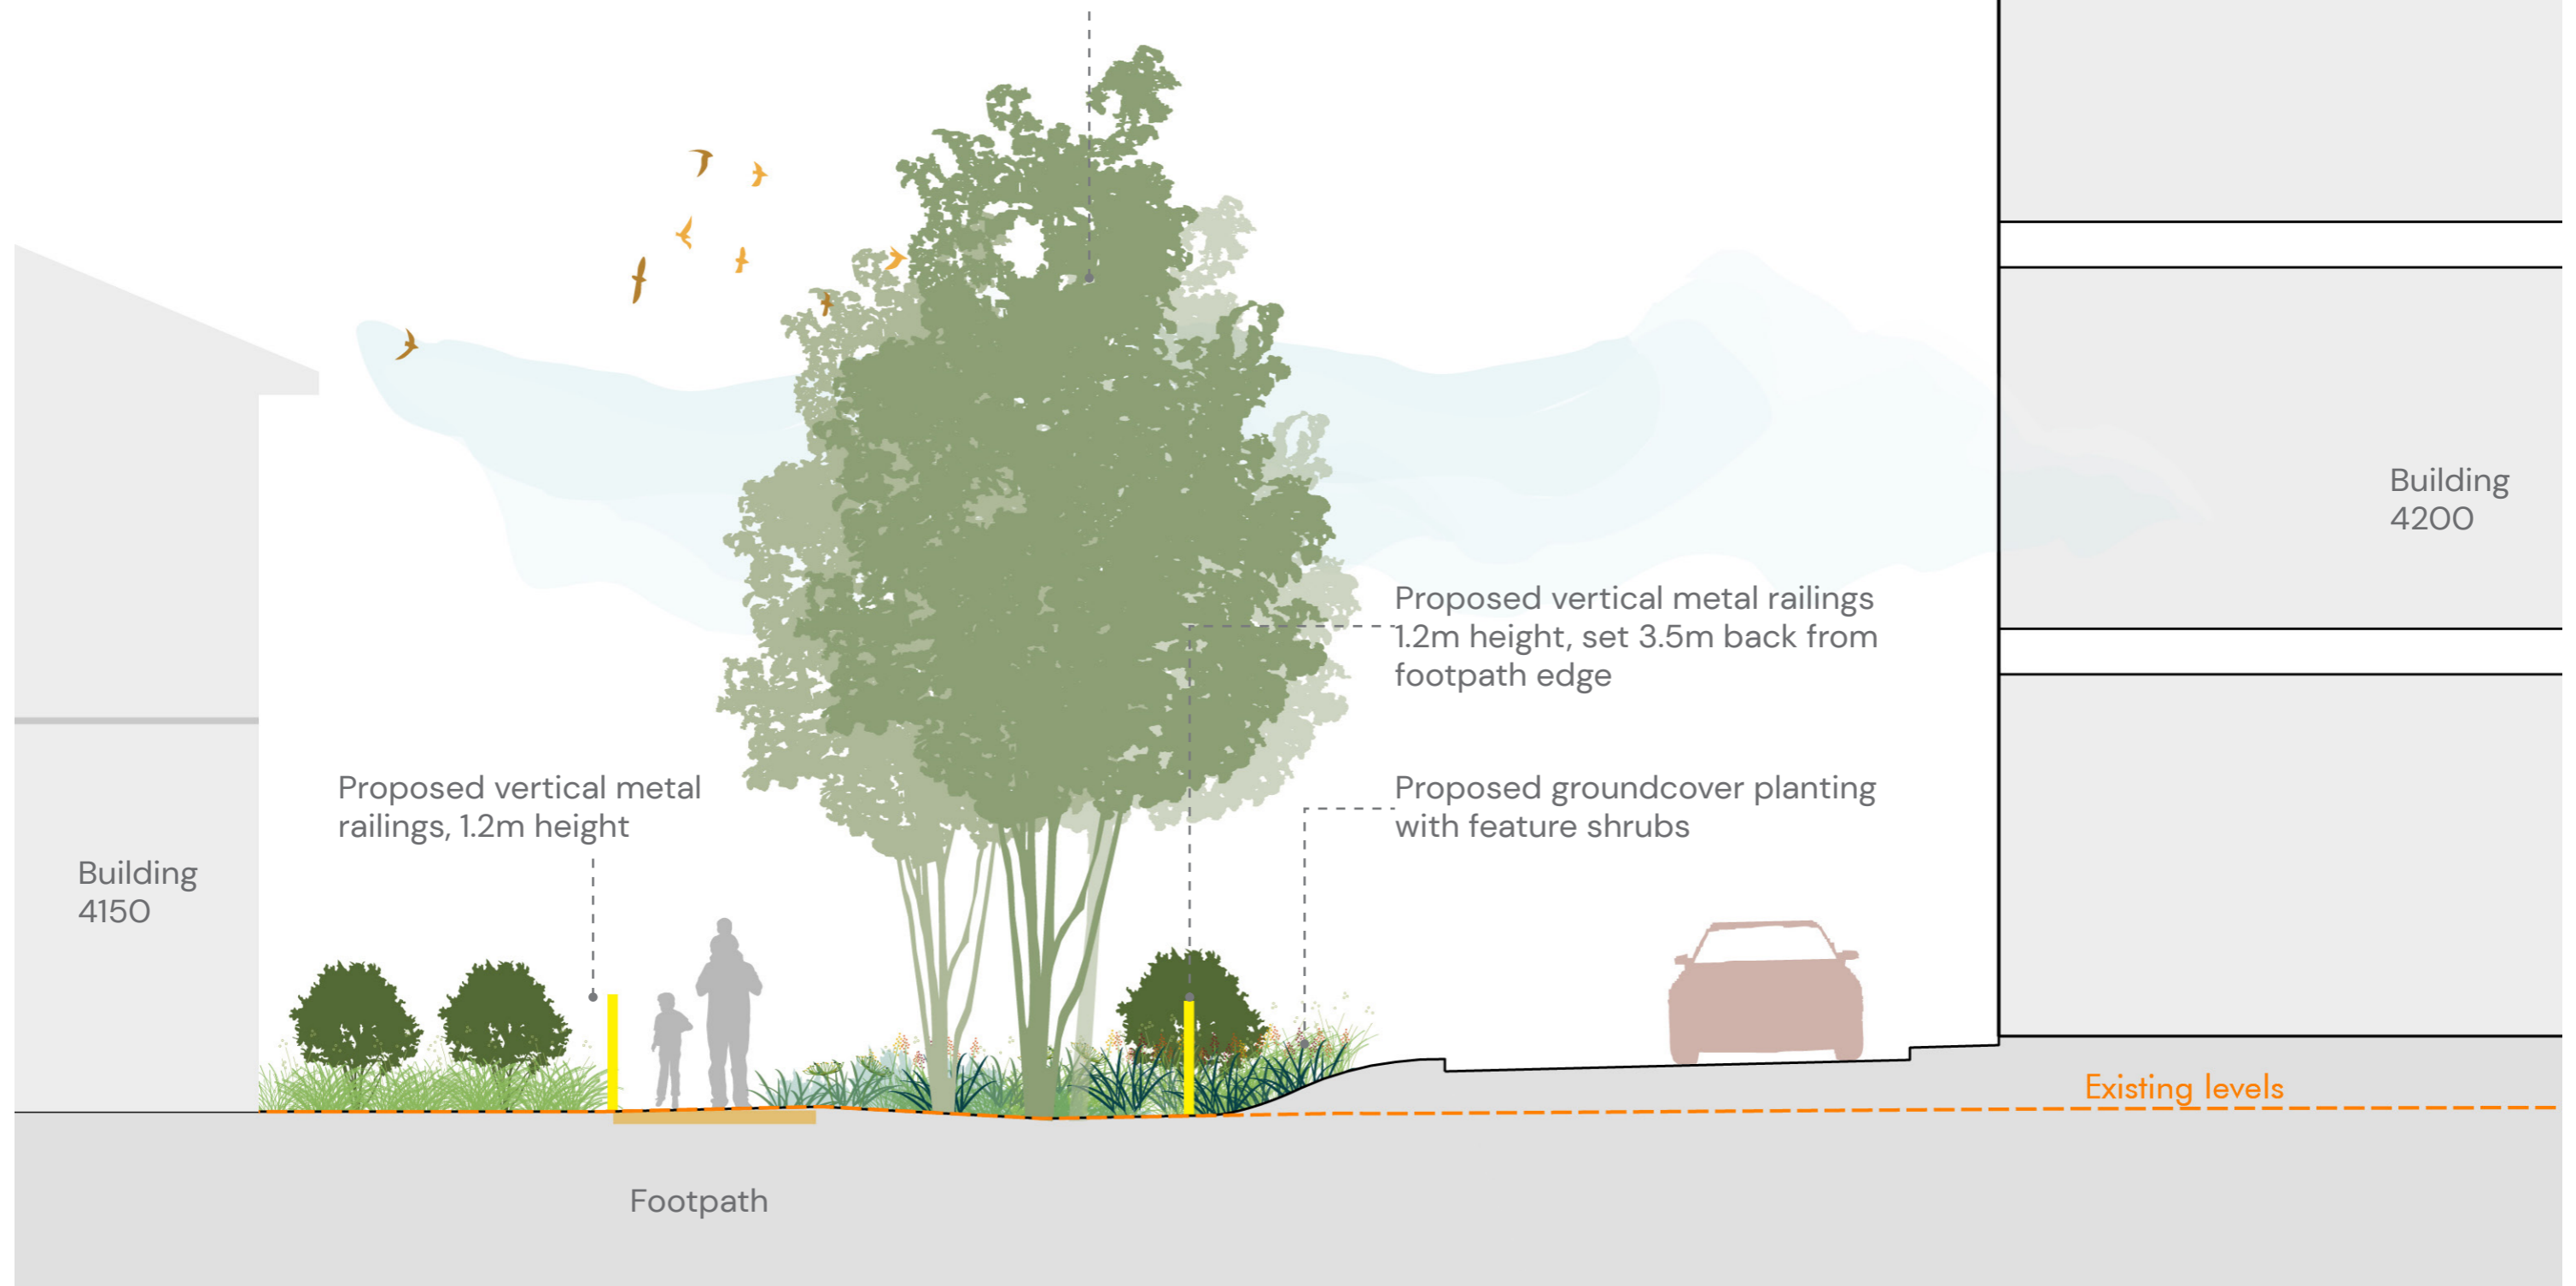 Building
4200
Proposed vertical metal railings
1.2m height, set 3.5m back from
footpath edge
Proposed vertical metal
railings, 1.2m height
Proposed groundcover planting
with feature shrubs
Building
4150
Existing levels
Footpath